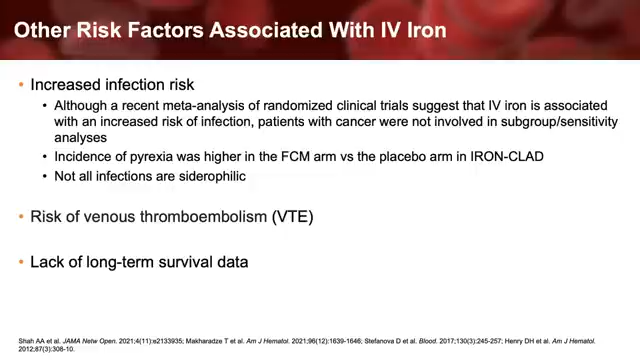 Other Risk Factors Associated With IV Iron
• Increased infection risk
• Although a recent meta-analysis of randomized clinical trials suggest that IV iron is associated
with an increased risk of infection, patients with cancer were not involved in subgroup/sensitivity
analyses
• Incidence of pyrexia was higher in the FCM arm vs the placebo arm in IRON-CLAD
• Not all infections are siderophilic
• Risk of venous thromboembolism (VTE)
• Lack of long-term survival data
Shah AA et al. JAMA Netw Open. 2021;4(11):e2133935; Makharadze T et al. Am J Hematol. 2021;96(12):1639-1646; Stefanova D et al. Blood. 2017;130(3):245-257; Henry DH et al. Am J Hematol.
2012;87(3):308-10.